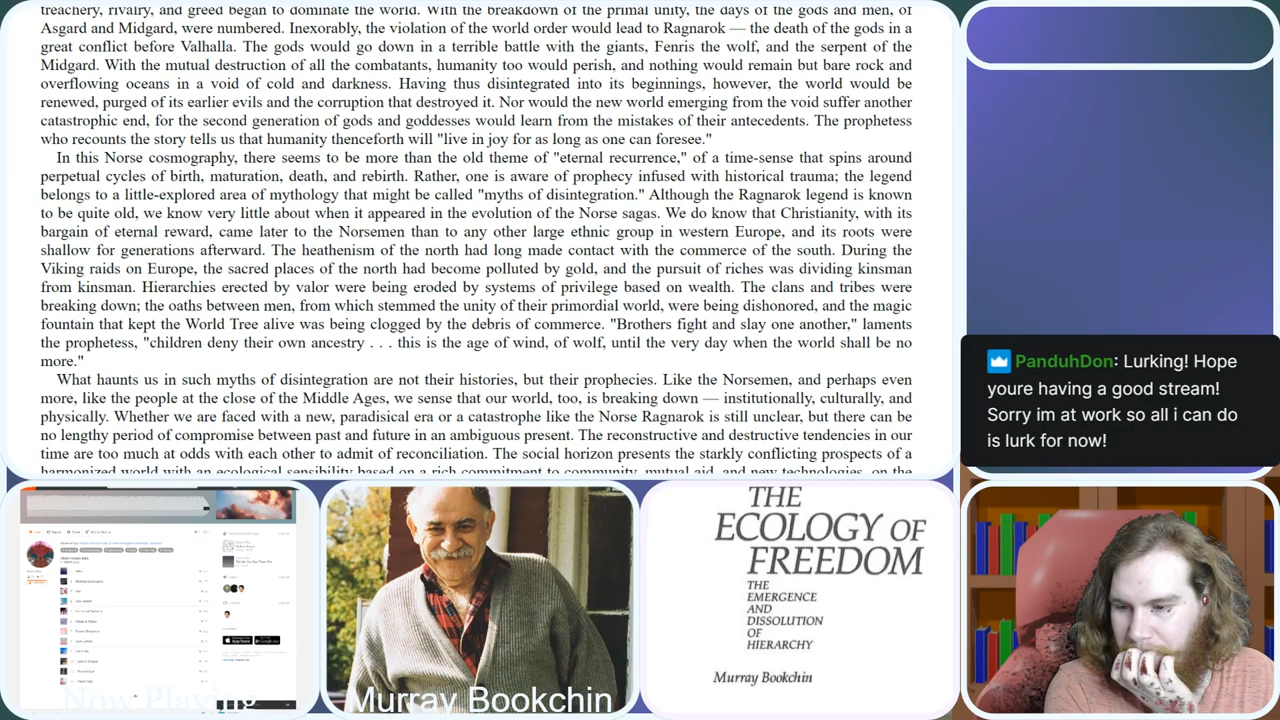 treachery, rivalry, and greed began to dominate the world. With the breakdown of the primal unity, the days of the gods and men, of
Asgard and Midgard, were numbered. Inexorably, the violation of the world order would lead to Ragnarok — the death of the gods in a
great conflict before Valhalla. The gods would go down in a terrible battle with the giants, Fenris the wolf, and the serpent of the
Midgard. With the mutual destruction of all the combatants, humanity too would perish, and nothing would remain but bare rock and
overflowing oceans in a void of cold and darkness. Having thus disintegrated into its beginnings, however, the world would be
renewed, purged of its earlier evils and the corruption that destroyed it. Nor would the new world emerging from the void suffer another
catastrophic end, for the second generation of gods and goddesses would learn from the mistakes of their antecedents. The prophetess
who recounts the story tells us that humanity thenceforth will "live in joy for as long as one can foresee."
In this Norse cosmography, there seems to be more than the old theme of "eternal recurrence," of a time-sense that spins around
perpetual cycles of birth, maturation, death, and rebirth. Rather, one is aware of prophecy infused with historical trauma; the legend
belongs to a little-explored area of mythology that might be called "myths of disintegration." Although the Ragnarok legend is known
to be quite old, we know very little about when it appeared in the evolution of the Norse sagas. We do know that Christianity, with its
bargain of eternal reward, came later to the Norsemen than to any other large ethnic group in western Europe, and its roots were
shallow for generations afterward. The heathenism of the north had long made contact with the commerce of the south. During the
Viking raids on Europe, the sacred places of the north had become polluted by gold, and the pursuit of riches was dividing kinsman
from kinsman. Hierarchies erected by valor were being eroded by systems of privilege based on wealth. The clans and tribes were
breaking down; the oaths between men, from which stemmed the unity of their primordial world, were being dishonored, and the magic
fountain that kept the World Tree alive was being clogged by the debris of commerce. "Brothers fight and slay one another," laments
the prophetess, "children deny their own ancestry . . . this is the age of wind, of wolf, until the very day when the world shall be no
more."
What haunts us in such myths of disintegration are not their histories, but their prophecies. Like the Norsemen, and perhaps even
more, like the people at the close of the Middle Ages, we sense that our world, too, is breaking down — institutionally, culturally, and
physically. Whether we are faced with a new, paradisical era or a catastrophe like the Norse Ragnarok is still unclear, but there can be
no lengthy period of compromise between past and future in an ambiguous present. The reconstructive and destructive tendencies in our
time are too much at odds with each other to admit of reconciliation. The social horizon presents the starkly conflicting prospects of a
harmonized world with an ecological sensibility based on a rich commitment to community, mutual aid, and new technologies, on the
PanduhDon: Lurking! Hope
youre having a good stream!
Sorry im at work so all i can do
is lurk for now!
Now Playing
Murray Bookchin
THE
ECOLOGY OF
FREEDOM
THE
EMERGENCE
AND
DISSOLUTION
OF
HIERARCHY
Murray Bookchin